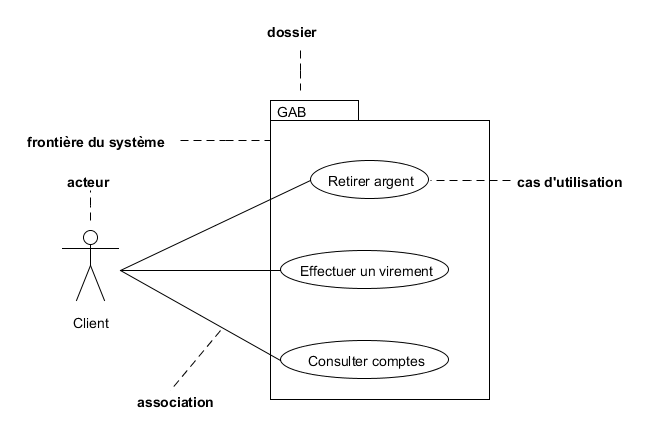 dossier
GAB
frontière du système
Retirer argent
acteur
cas d'utilisation
Effectuer un virement
Client
Consulter comptes
association